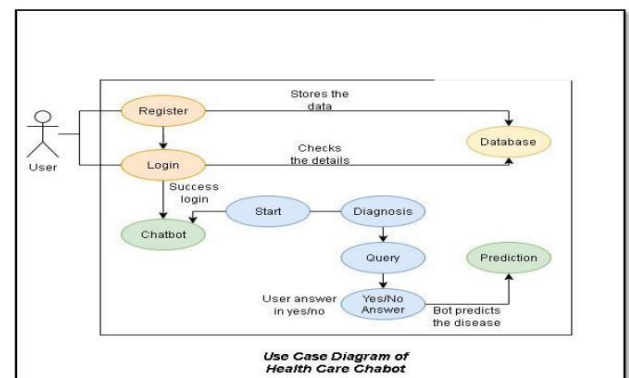 Stores the
data
Register
Database
User
Checks
the details
Login
Success
login
Start
Diagnosis
Chatbot
Query
Prediction
User answer
in yes/no
Yes/No
Answer
Bot predicts
the disease
Use Case Diagram of
Health Care Chabot